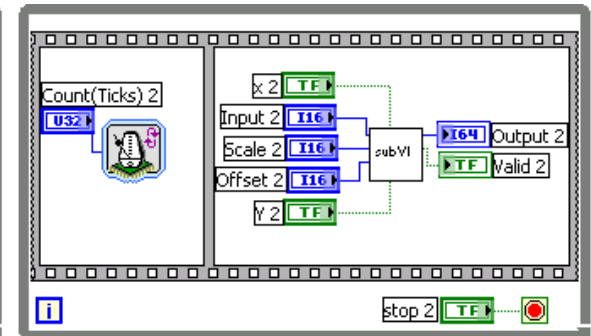 Count(Ticks) 2
U32
x 2 TF
Input 2 I16
Scale 2 I16
Offset 2 I16
Y 2 TF
subVI
I64 Output 2
TF Valid 2
i
stop 2 TF